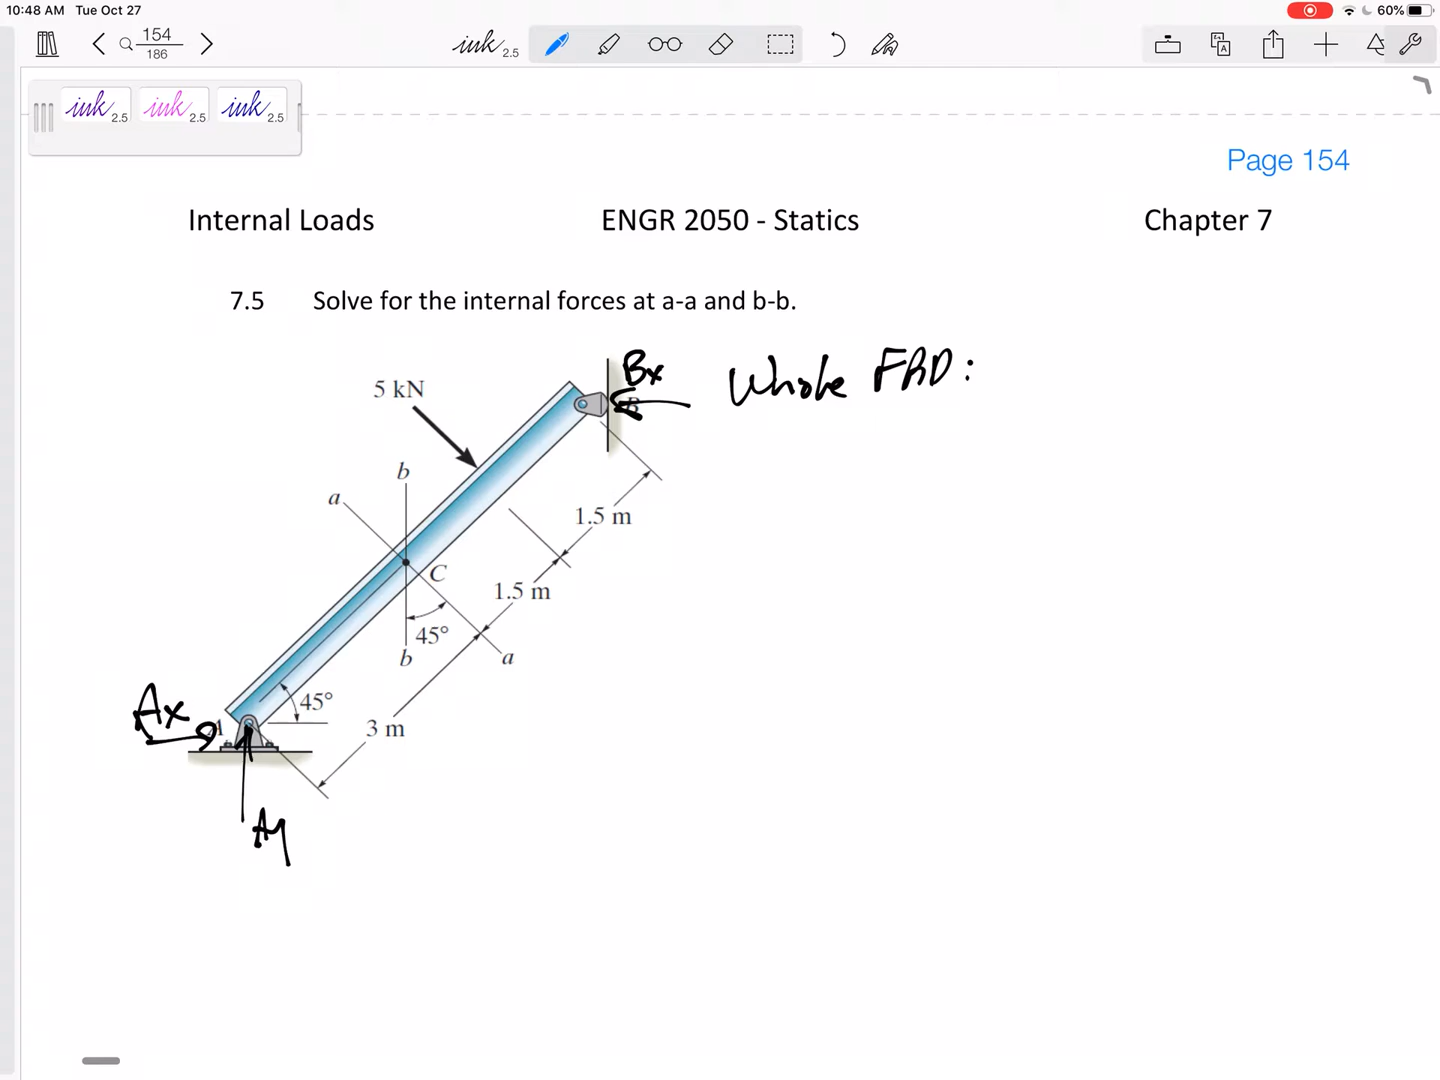 10:48 AM Tue Oct 27
60%
154
186
ink 2.5
ink 2.5 ink 2.5 ink 2.5
Page 154
Internal Loads ENGR 2050 - Statics Chapter 7
7.5 Solve for the internal forces at a-a and b-b.
Bx
Whole FBD:
5 kN
B
b
a
1.5 m
C
1.5 m
45°
b
a
Ax
A
45°
3 m
Ay